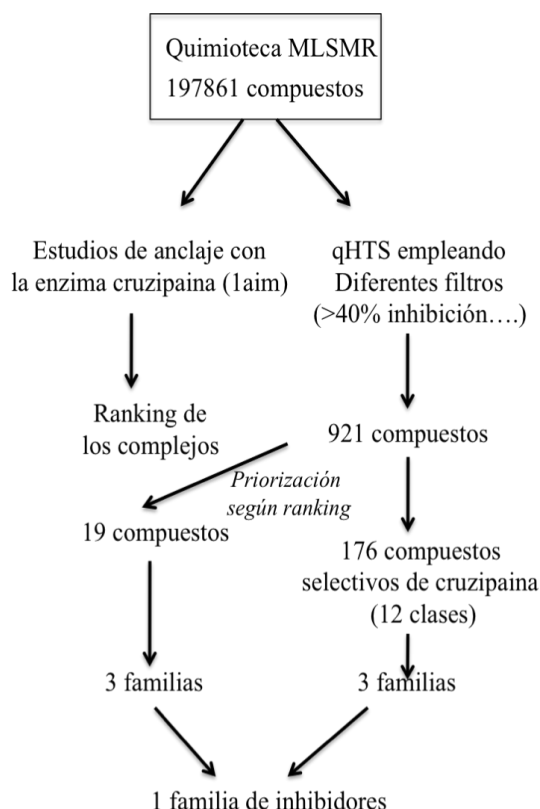 Quimioteca MLSMR
197861 compuestos
Estudios de anclaje con
la enzima cruzipaina (1aim)
qHTS empleando
Diferentes filtros
(>40% inhibición….)
Ranking de
los complejos
921 compuestos
Priorización
según ranking
19 compuestos
176 compuestos
selectivos de cruzipaina
(12 clases)
3 familias
3 familias
1 familia de inhibidores